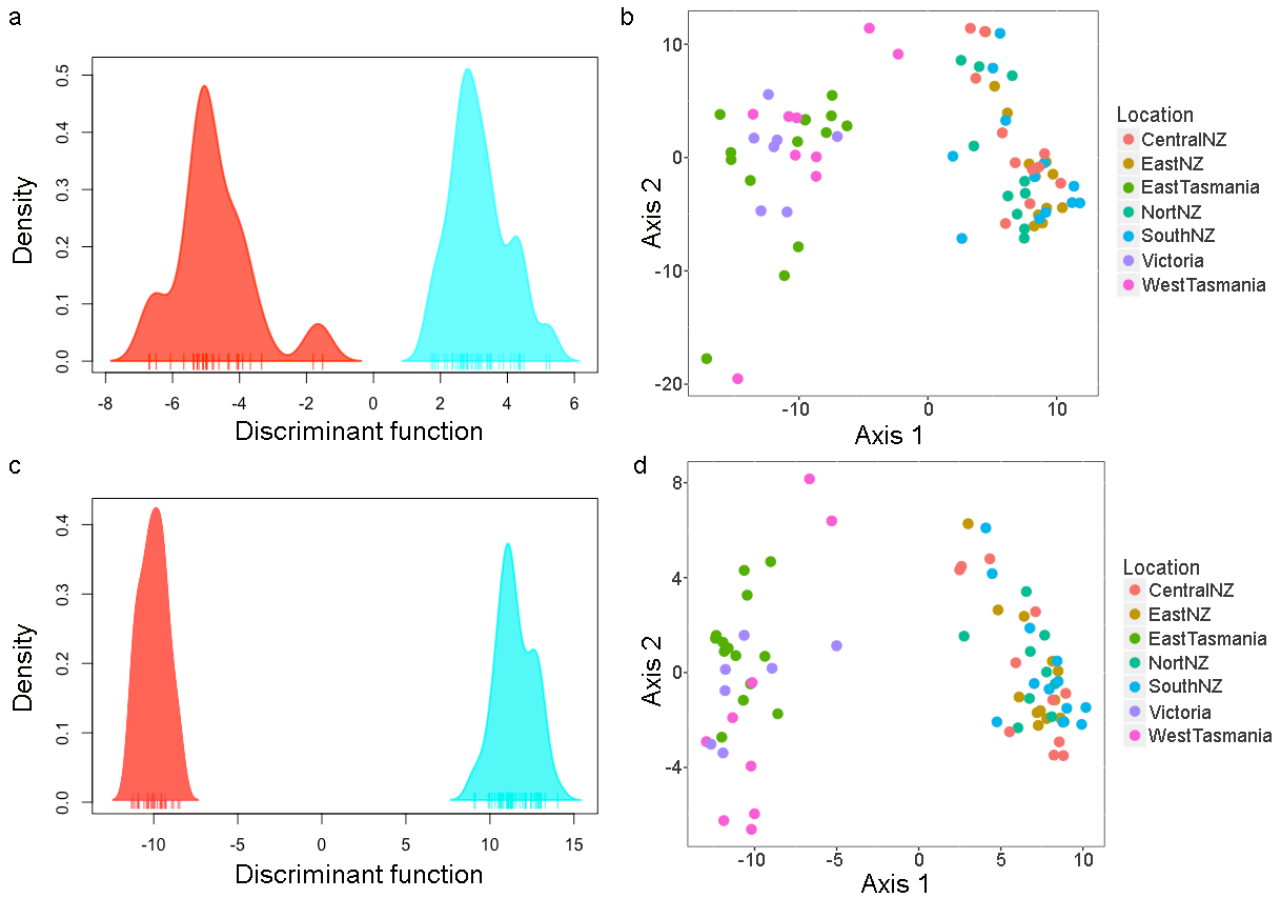 a
0.5
0.4
0.3
0.2
0.1
0.0
Density
-8 -6 -4 -2 0 2 4 6
Discriminant function
b
10
0
-10
-20
Axis 2
-10 0 10
Axis 1
Location
CentralNZ
EastNZ
EastTasmania
NortNZ
SouthNZ
Victoria
WestTasmania
c
0.4
0.3
0.2
0.1
0.0
Density
-10 -5 0 5 10 15
Discriminant function
d
8
4
0
-4
Axis 2
-10 -5 0 5 10
Axis 1
Location
CentralNZ
EastNZ
EastTasmania
NortNZ
SouthNZ
Victoria
WestTasmania